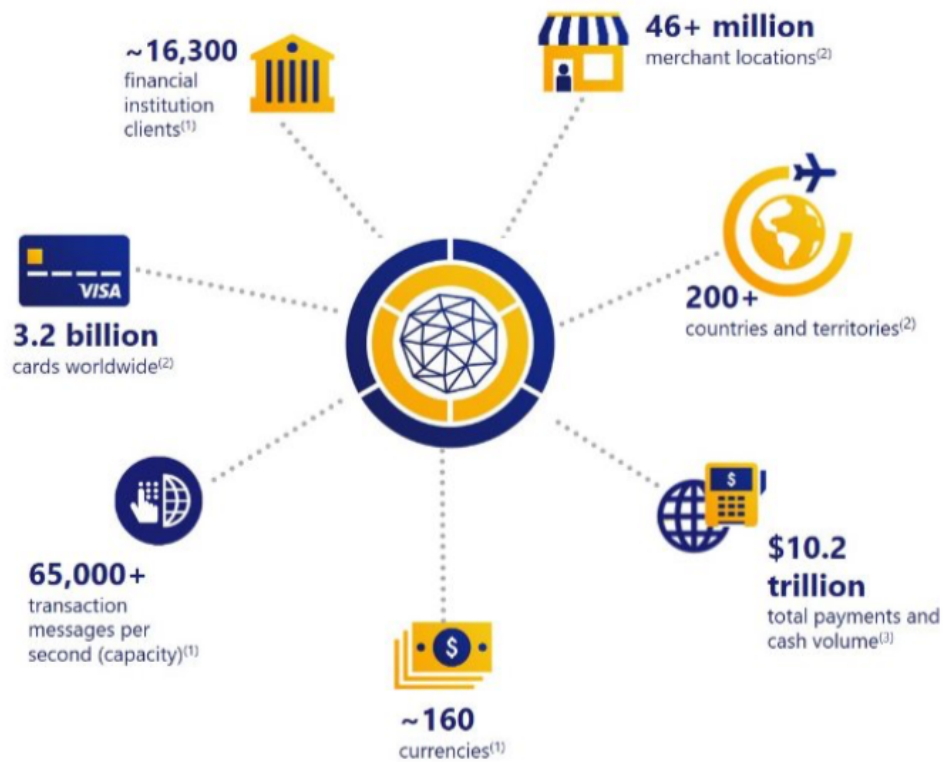 ~16,300
financial
institution
clients(1)
46+ million
merchant locations(2)
VISA
3.2 billion
cards worldwide(2)
200+
countries and territories(2)
65,000+
transaction
messages per
second (capacity)(1)
$
$10.2
trillion
total payments and
cash volume(3)
$
~160
currencies(1)